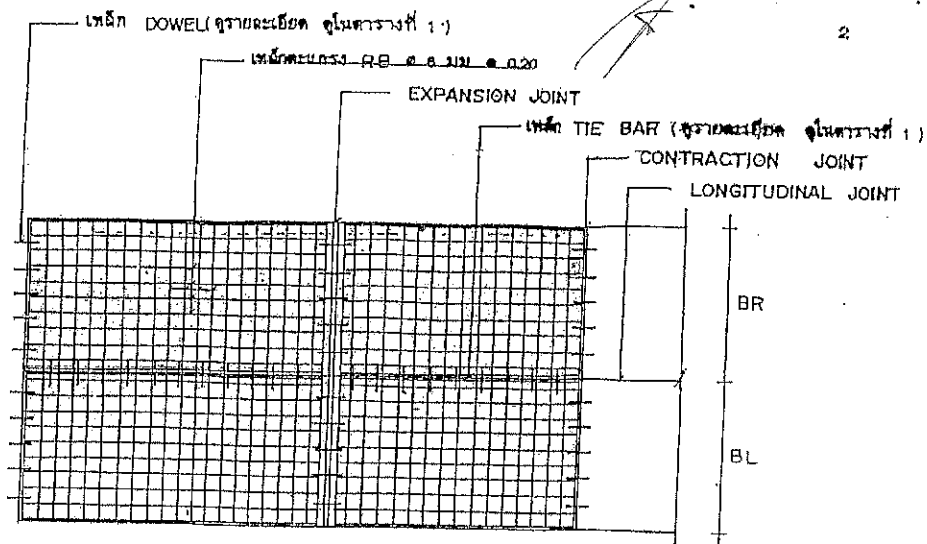 เหล็ก DOWEL (ดูรายละเอียด ดูในตารางที่ 1)
2
เหล็กตะแกรง RB ø 6 มม @ 0.20
EXPANSION JOINT
เหล็ก TIE BAR (ดูรายละเอียด ดูในตารางที่ 1)
CONTRACTION JOINT
LONGITUDINAL JOINT
BR
BL